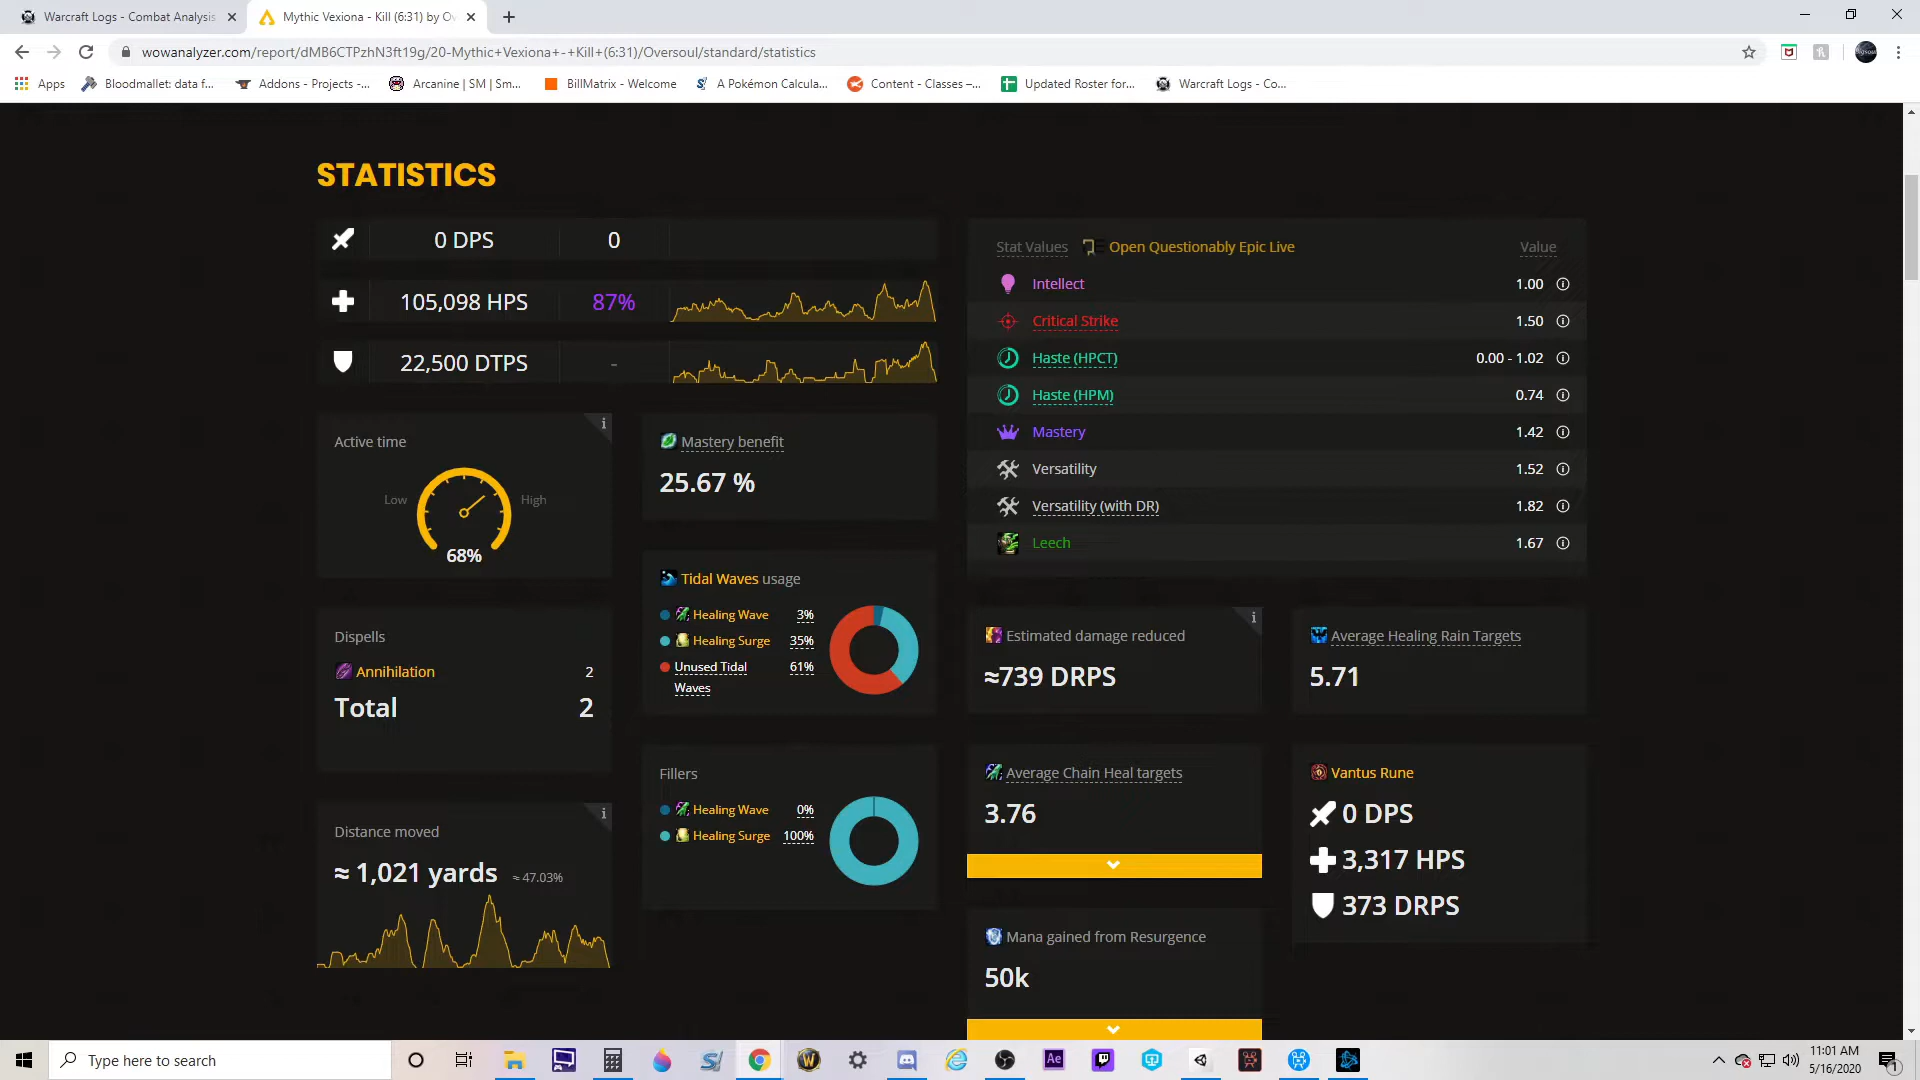 Warcraft Logs - Combat Analysis
Mythic Vexiona - Kill (6:31) by Ov
wowanalyzer.com/report/dMB6CTPzhN3ft19g/20-Mythic+Vexiona+-+Kill+(6:31)/Oversoul/standard/statistics
Apps
Bloodmallet: data f...
Addons - Projects -...
Arcanine | SM | Sm...
BillMatrix - Welcome
A Pokémon Calcula...
Content - Classes –...
Updated Roster for...
Warcraft Logs - Co...
STATISTICS
0 DPS 0
105,098 HPS 87%
22,500 DTPS -
Stat Values Open Questionably Epic Live Value
Intellect 1.00
Critical Strike 1.50
Haste (HPCT) 0.00 - 1.02
Haste (HPM) 0.74
Mastery 1.42
Versatility 1.52
Versatility (with DR) 1.82
Leech 1.67
Active time
Low High
68%
Mastery benefit
25.67 %
Tidal Waves usage
Healing Wave 3%
Healing Surge 35%
Unused Tidal 61%
Waves
Dispells
Annihilation 2
Total 2
Estimated damage reduced
≈739 DRPS
Average Healing Rain Targets
5.71
Fillers
Healing Wave 0%
Healing Surge 100%
Average Chain Heal targets
3.76
Vantus Rune
0 DPS
3,317 HPS
373 DRPS
Distance moved
≈ 1,021 yards ≈ 47.03%
Mana gained from Resurgence
50k
Type here to search
Ae
11:01 AM
5/16/2020
1